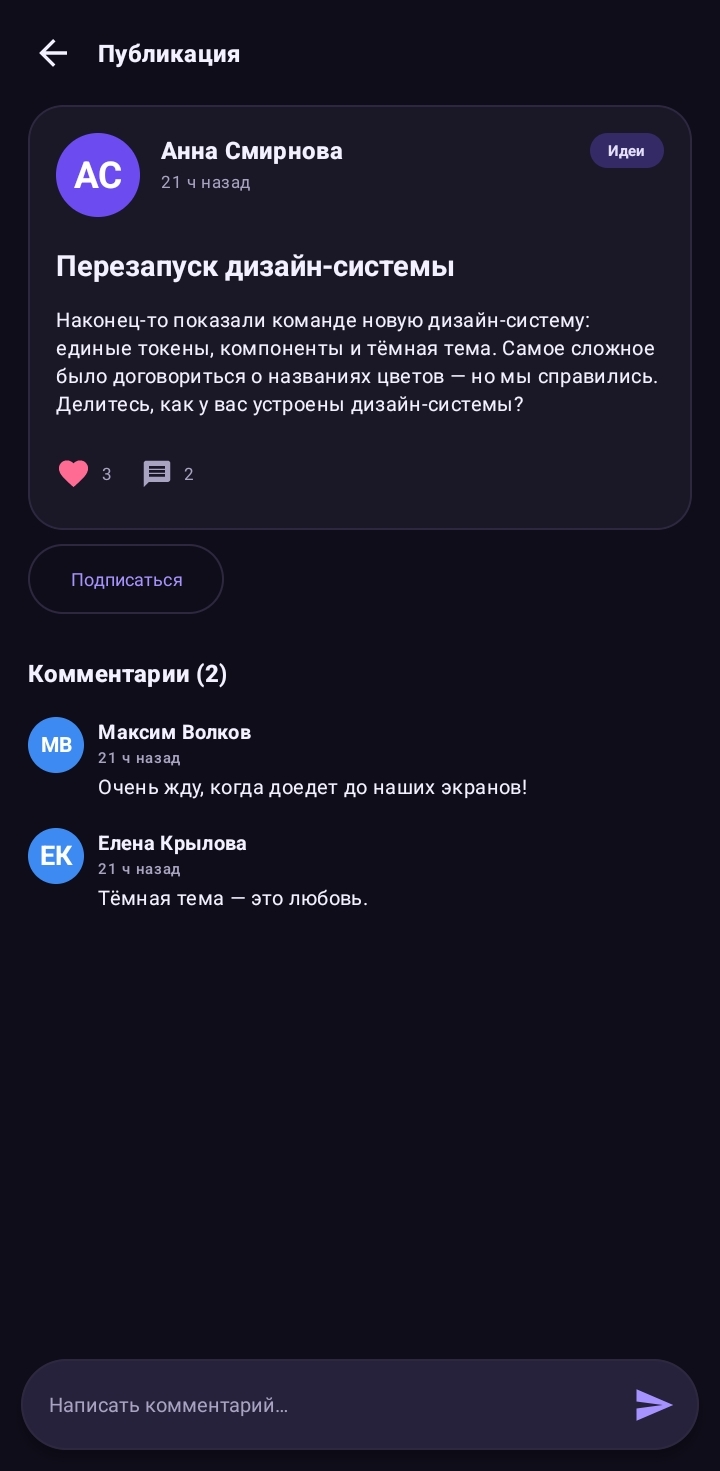 Публикация
АС
Анна Смирнова
Идеи
21 ч назад
Перезапуск дизайн-системы
Наконец-то показали команде новую дизайн-систему:
единые токены, компоненты и тёмная тема. Самое сложное
было договориться о названиях цветов — но мы справились.
Делитесь, как у вас устроены дизайн-системы?
3 2
Подписаться
Комментарии (2)
МВ
Максим Волков
21 ч назад
Очень жду, когда доедет до наших экранов!
ЕК
Елена Крылова
21 ч назад
Тёмная тема — это любовь.
Написать комментарий…